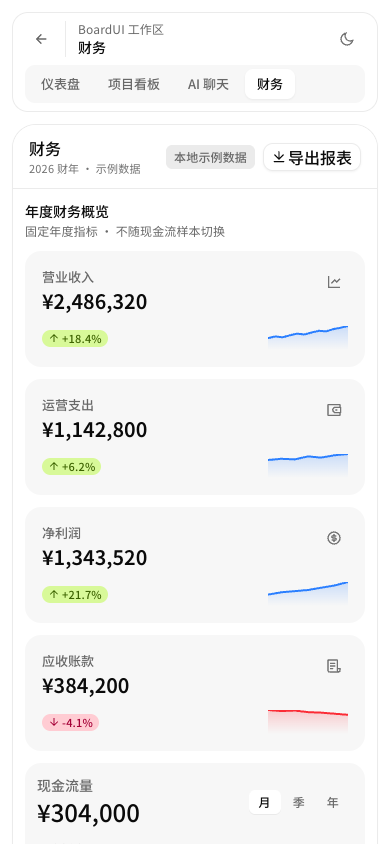 BoardUI 工作区
财务
仪表盘 项目看板 AI 聊天 财务
财务
2026 财年 • 示例数据
本地示例数据
导出报表
年度财务概览
固定年度指标 • 不随现金流样本切换
营业收入
¥2,486,320
+18.4%
运营支出
¥1,142,800
+6.2%
净利润
¥1,343,520
+21.7%
应收账款
¥384,200
-4.1%
现金流量
¥304,000
月 季 年